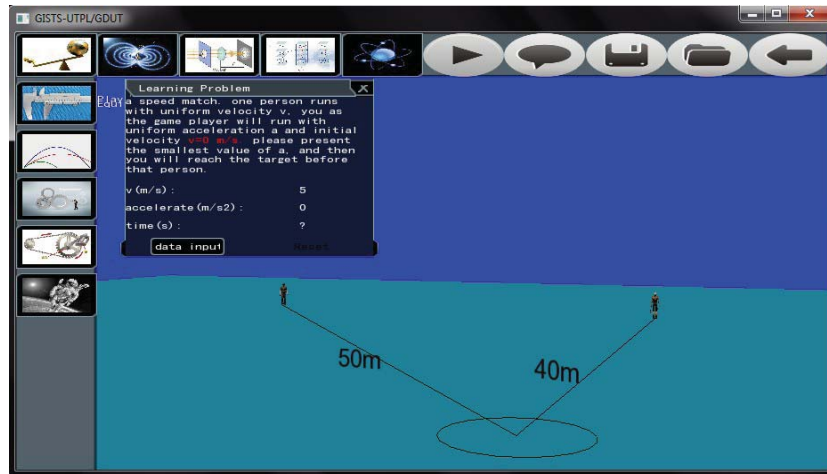 GISTS-UTPL/GDUT
Learning Problem
a speed match. one person runs
with uniform velocity v, you as
the game player will run with
uniform acceleration a and initial
velocity v=0 m/s. please present
the smallest value of a, and then
you will reach the target before
that person.
v(m/s): 5
accelerate(m/s2): 0
time(s): ?
data input Reset
50m
40m